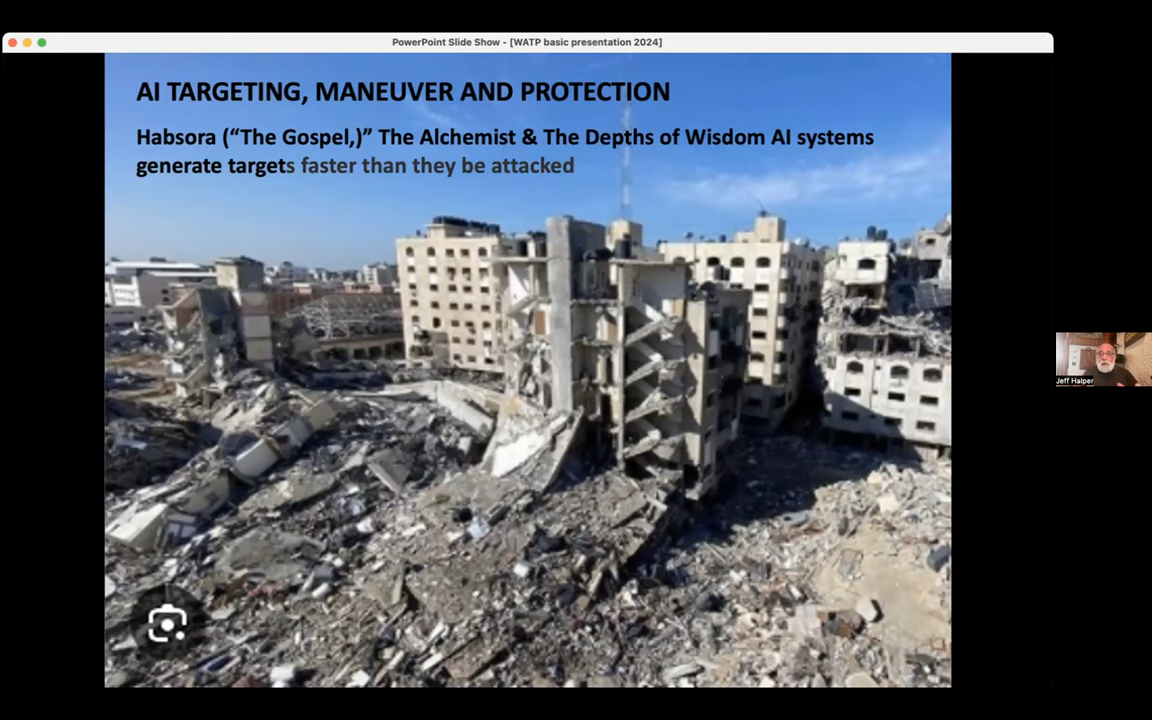 PowerPoint Slide Show - [WATP basic presentation 2024]
AI TARGETING, MANEUVER AND PROTECTION
Habsora (“The Gospel,)” The Alchemist & The Depths of Wisdom AI systems
generate targets faster than they be attacked
Jeff Halper